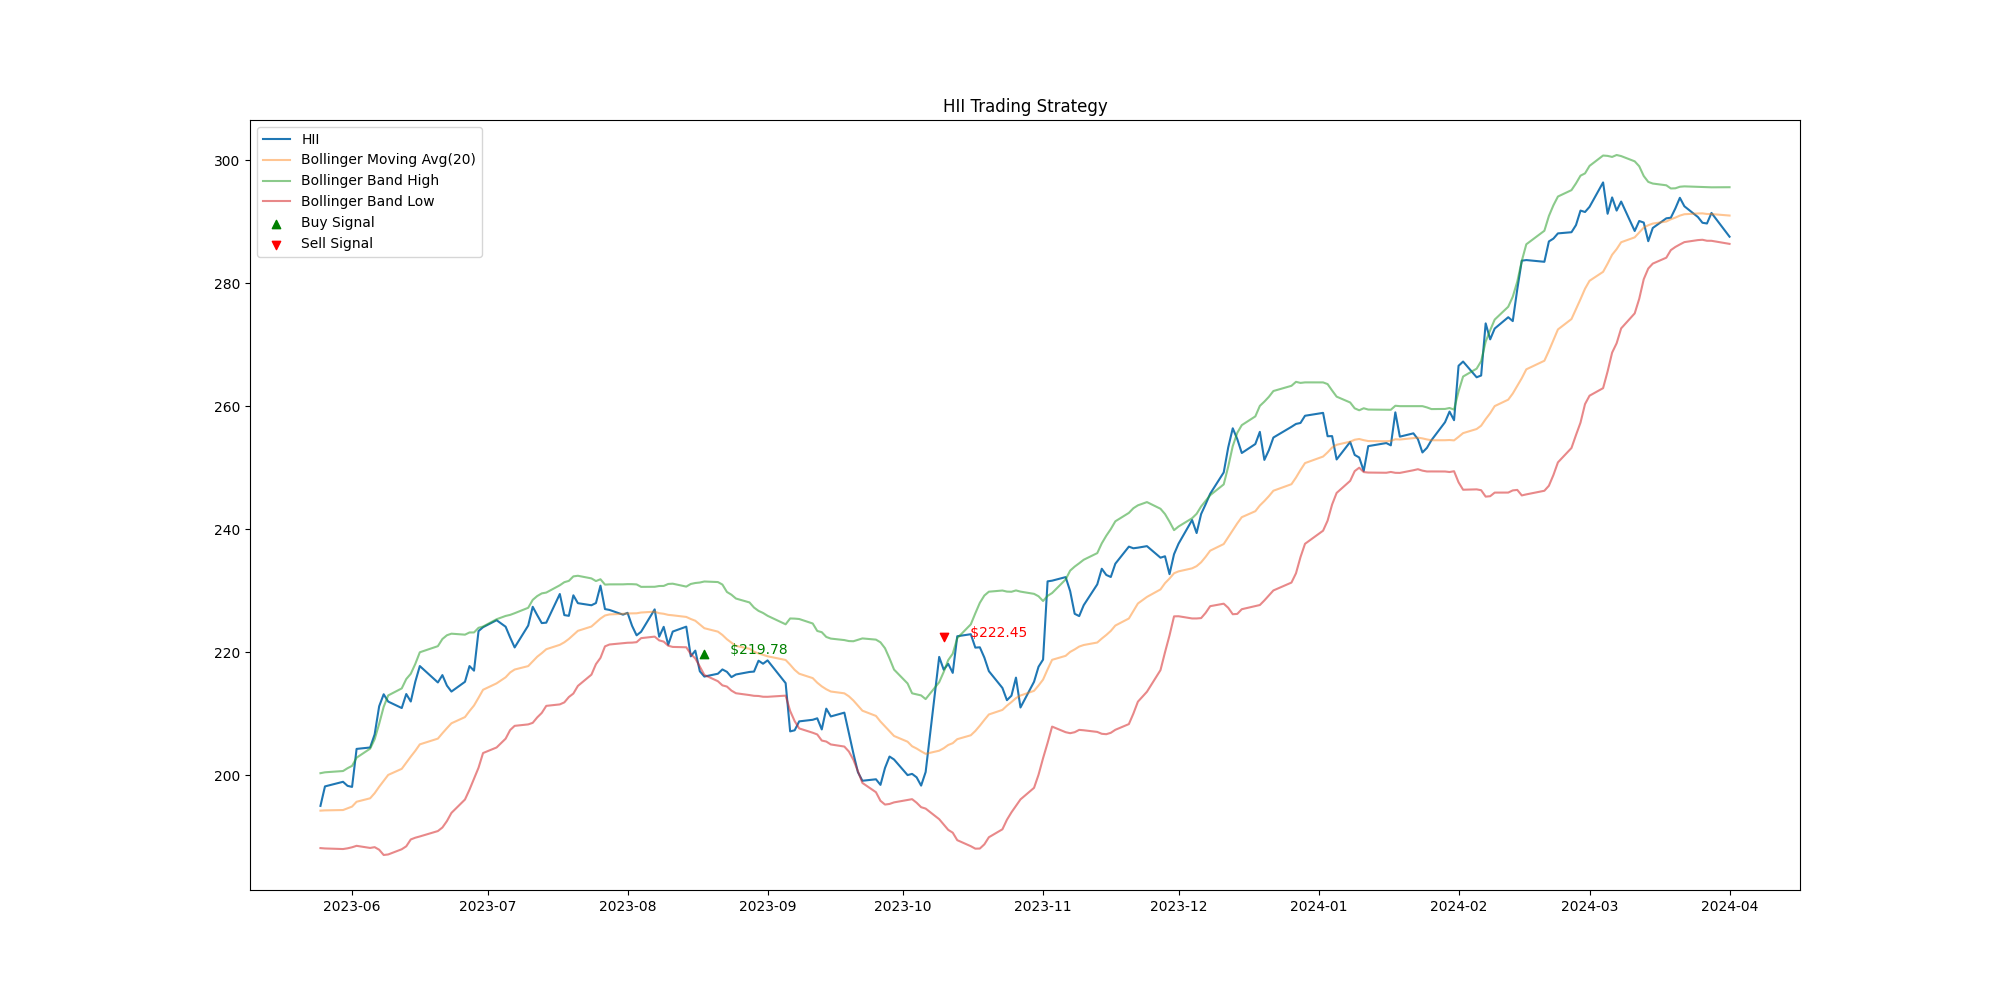 HII Trading Strategy
HII
Bollinger Moving Avg(20)
Bollinger Band High
Bollinger Band Low
Buy Signal
Sell Signal
300
280
260
240
220
200
$219.78
$222.45
2023-06 2023-07 2023-08 2023-09 2023-10 2023-11 2023-12 2024-01 2024-02 2024-03 2024-04